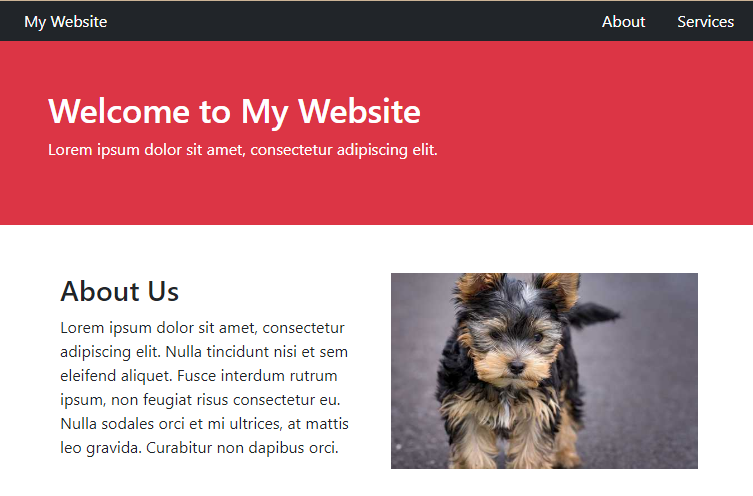 My Website About Services
Welcome to My Website
Lorem ipsum dolor sit amet, consectetur adipiscing elit.
About Us
Lorem ipsum dolor sit amet, consectetur
adipiscing elit. Nulla tincidunt nisi et sem
eleifend aliquet. Fusce interdum rutrum
ipsum, non feugiat risus consectetur eu.
Nulla sodales orci et mi ultrices, at mattis
leo gravida. Curabitur non dapibus orci.